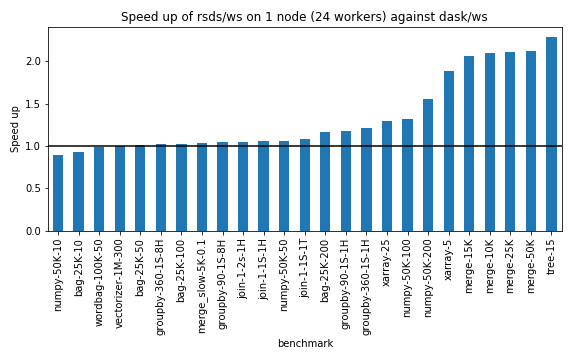 Speed up of rsds/ws on 1 node (24 workers) against dask/ws
Speed up
2.0
1.5
1.0
0.5
0.0
numpy-50K-10
bag-25K-10
wordbag-100K-50
vectorizer-1M-300
bag-25K-50
groupby-360-1S-8H
bag-25K-100
merge_slow-5K-0.1
groupby-90-1S-8H
join-1-2s-1H
join-1-1S-1H
numpy-50K-50
join-1-1S-1T
bag-25K-200
groupby-90-1S-1H
groupby-360-1S-1H
xarray-25
numpy-50K-100
numpy-50K-200
xarray-5
merge-15K
merge-10K
merge-25K
merge-50K
tree-15
benchmark